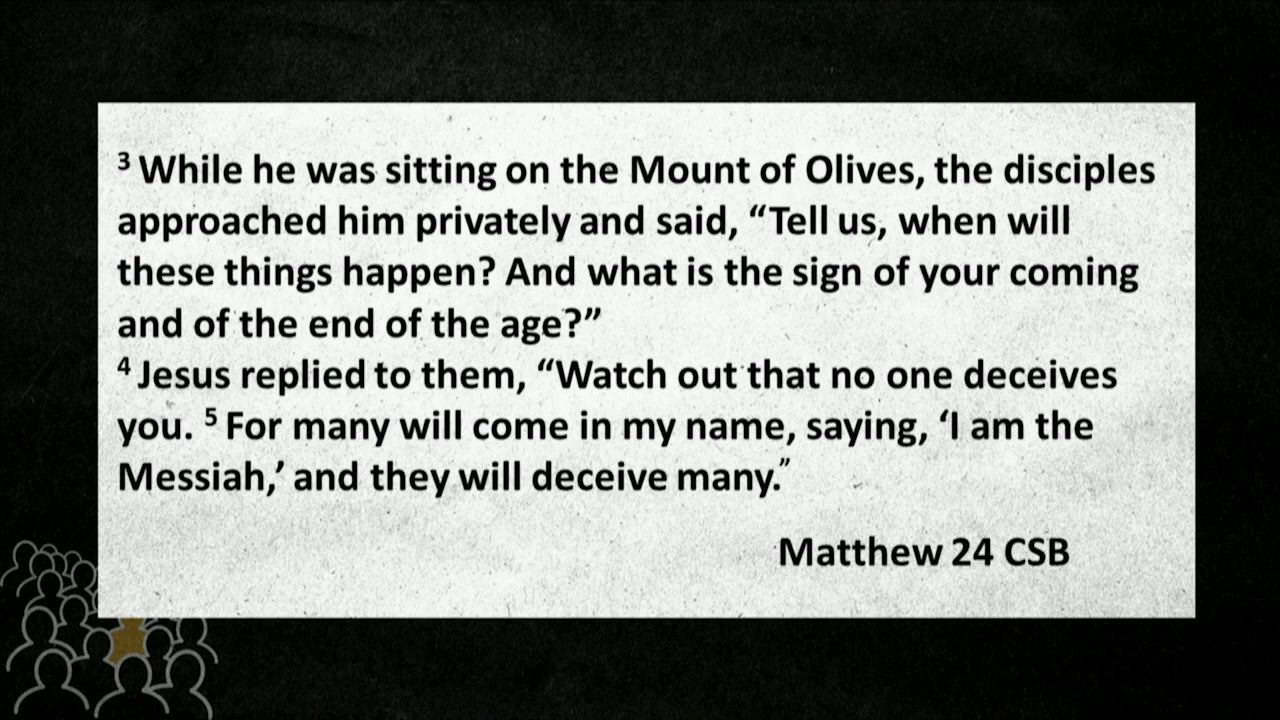 ³ While he was sitting on the Mount of Olives, the disciples
approached him privately and said, “Tell us, when will
these things happen? And what is the sign of your coming
and of the end of the age?”
⁴ Jesus replied to them, “Watch out that no one deceives
you. ⁵ For many will come in my name, saying, ‘I am the
Messiah,’ and they will deceive many.”
Matthew 24 CSB